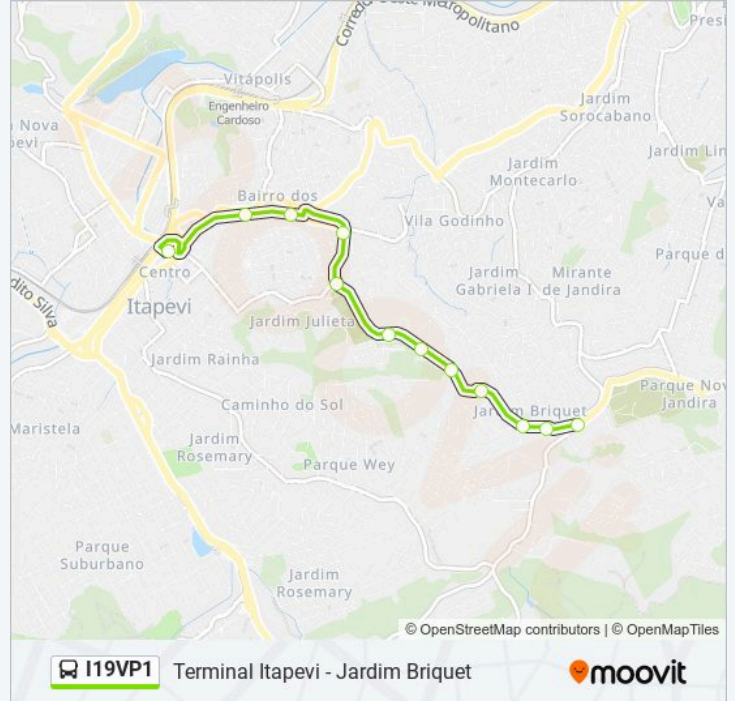 Corredor Oeste Metropolitano
Presi
Vitápolis
Engenheiro
Cardoso
Jardim
Sorocabano
Nova
pevi
Jardim Lin
Jardim
Montecarlo
Bairro dos
Va
Vila Godinho
Parque d
Centro
Jardim
Gabriela I
Mirante
de Jandira
dito Silva
Itapevi
Jardim Julieta
Jardim Rainha
Parque Nov
Jandira
Caminho do Sol
Jardim Briquet
Maristela
Jardim
Rosemary
Parque Wey
Parque
Suburbano
Jardim
Rosemary
© OpenStreetMap contributors | © OpenMapTiles
I19VP1 Terminal Itapevi - Jardim Briquet moovit